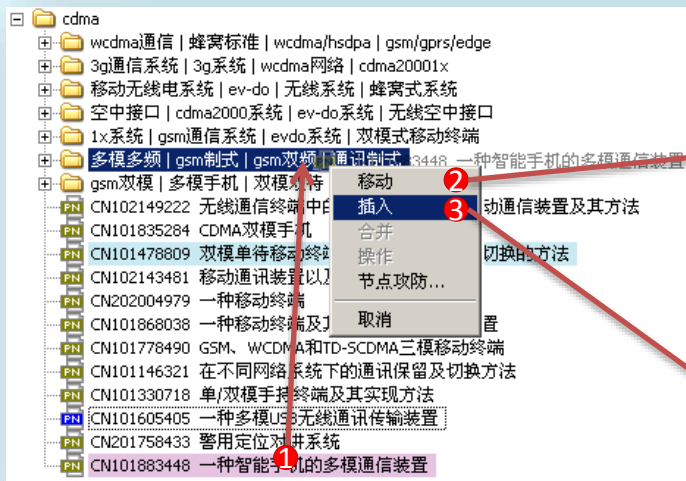 cdma
wcdma通信 | 蜂窝标准 | wcdma/hsdpa | gsm/gprs/edge
3g通信系统 | 3g系统 | wcdma网络 | cdma20001x
移动无线电系统 | ev-do | 无线系统 | 蜂窝式系统
空中接口 | cdma2000系统 | ev-do系统 | 无线空中接口
1x系统 | gsm通信系统 | evdo系统 | 双模式移动终端
多模多频 | gsm制式 | gsm双频 通讯制式 33448 一种智能手机的多模通信装置
gsm双模 | 多模手机 | 双模 待
移动 2
插入 3
合并
操作
节点攻防...
取消
CN102149222 无线通信终端中 动通信装置及其方法
CN101835284 CDMA双模手机
CN101478809 双模单待移动终 切换的方法
CN102143481 移动通讯装置以
CN202004979 一种移动终端
CN101868038 一种移动终端及 置
CN101778490 GSM、WCDMA和TD-SCDMA三模移动终端
CN101146321 在不同网络系统下的通讯保留及切换方法
CN101330718 单/双模手持终端及其实现方法
PN CN101605405 一种多模USB无线通讯传输装置
CN201758433 警用定位对讲系统
CN101883448 一种智能手机的多模通信装置
1